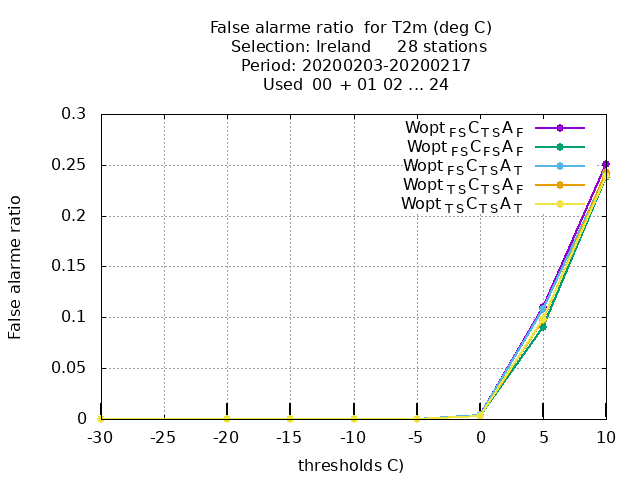 False alarme ratio  for T2m (deg C)
Selection: Ireland     28 stations
Period: 20200203-20200217
Used  00 + 01 02 ... 24
Wopt FS C TS A F
Wopt FS C FS A F
Wopt FS C TS A T
Wopt TS C TS A F
Wopt TS C TS A T
False alarme ratio
0.3
0.25
0.2
0.15
0.1
0.05
0
-30 -25 -20 -15 -10 -5 0 5 10
thresholds C)